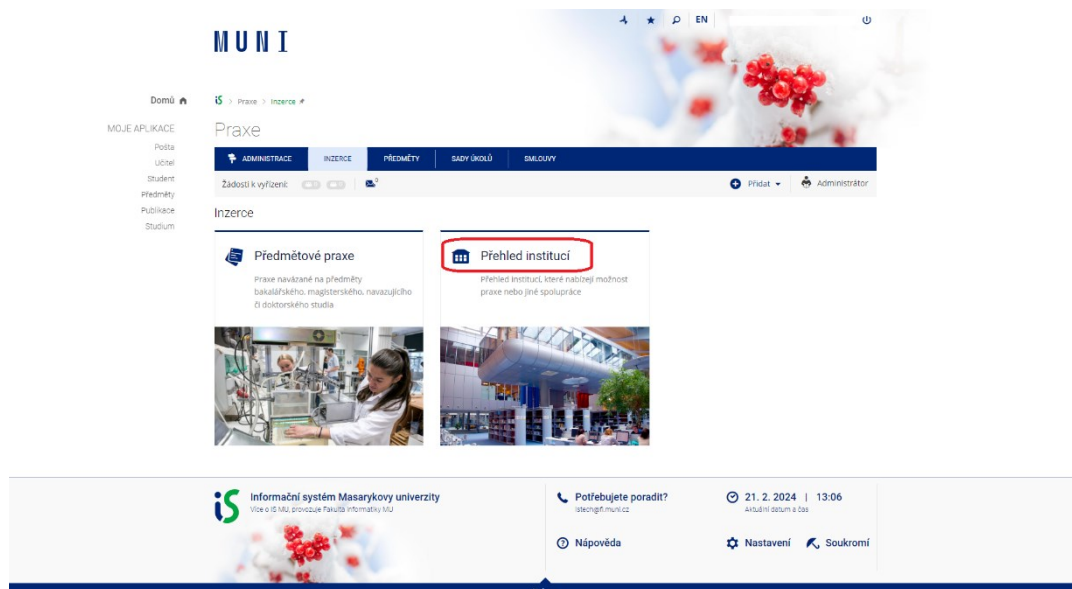 MUNI
EN
Domů
iS > Praxe > Inzerce
MOJE APLIKACE
Pošta
Učitel
Student
Předměty
Publikace
Studium
Praxe
ADMINISTRACE INZERCE PŘEDMĚTY SADY ÚKOLŮ SMLOUVY
Žádosti k vyřízení: 0 Přidat Administrátor
Inzerce
Předmětové praxe
Praxe navázané na předměty
bakalářského, magisterského, navazujícího
či doktorského studia
Přehled institucí
Přehled institucí, které nabízejí možnost
praxe nebo jiné spolupráce
iS
Informační systém Masarykovy univerzity
Více o IS MU, provozuje Fakulta informatiky MU
Potřebujete poradit?
istech@fi.muni.cz
21. 2. 2024 | 13:06
Aktuální datum a čas
Nápověda
Nastavení Soukromí